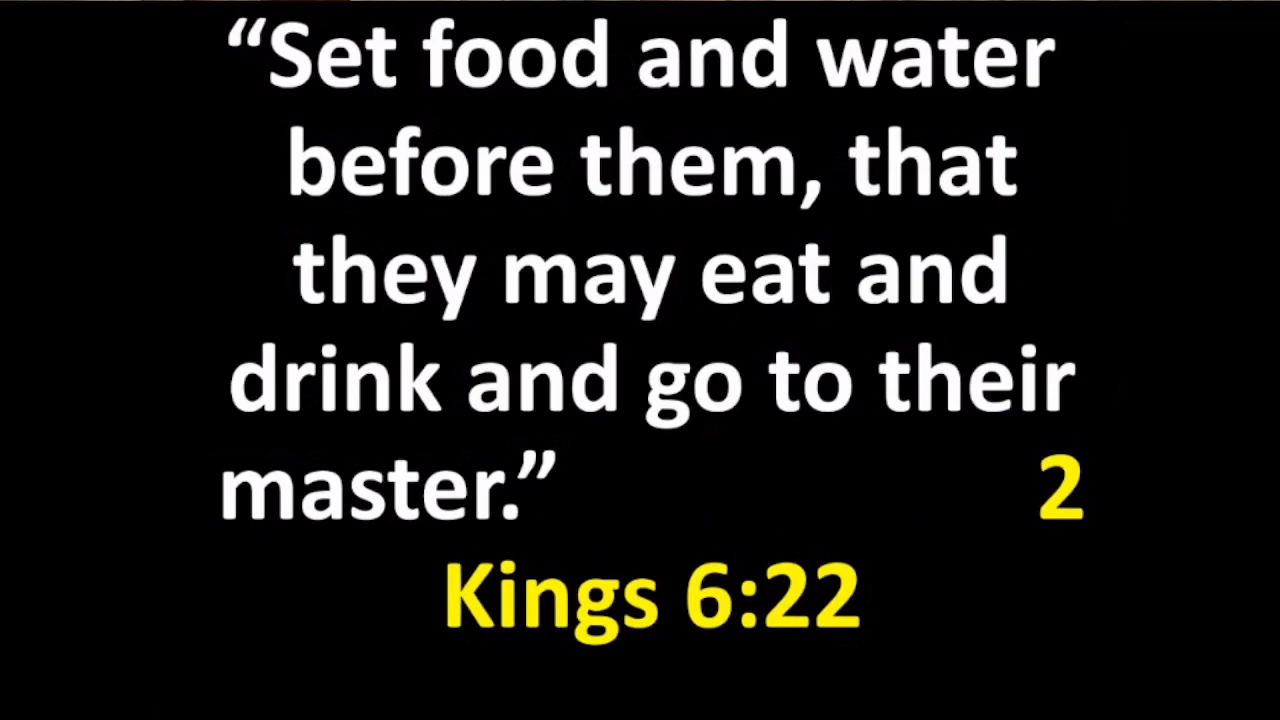 “Set food and water
before them, that
they may eat and
drink and go to their
master.” 2
Kings 6:22